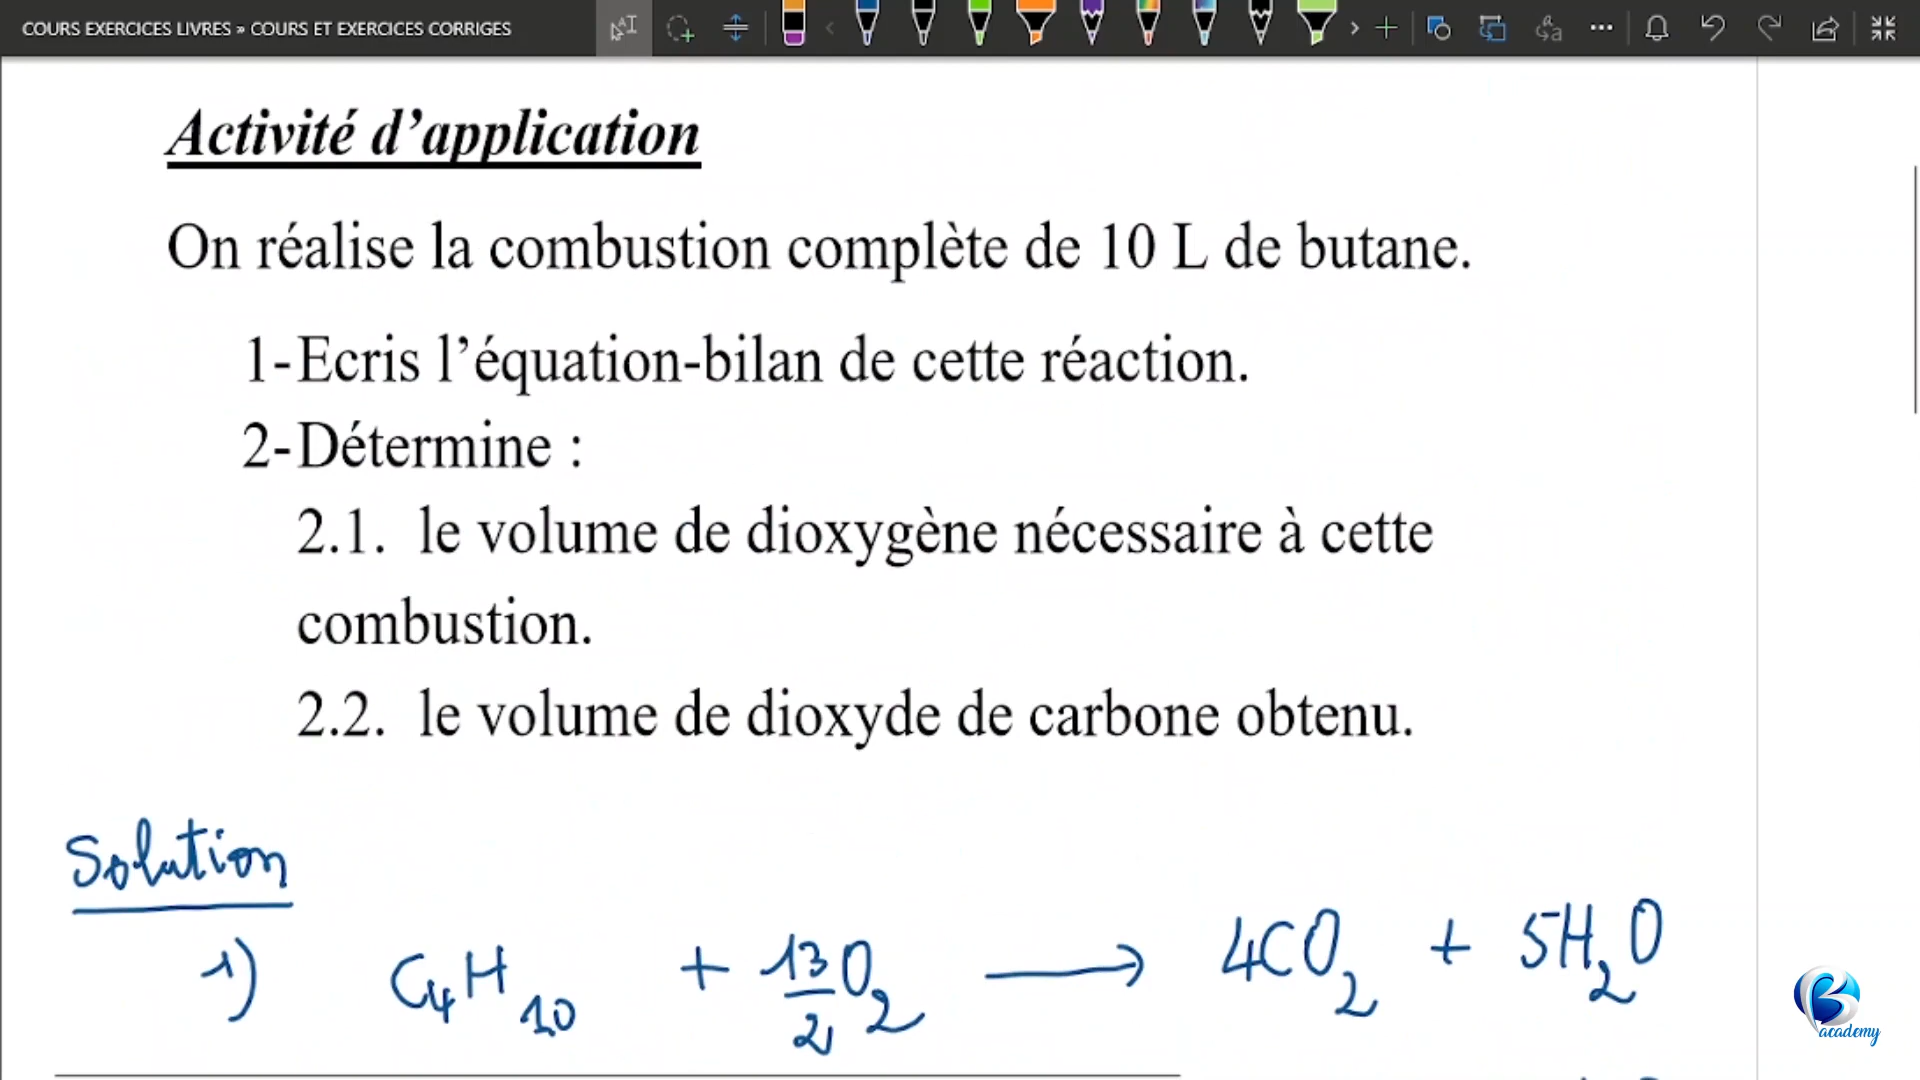 COURS EXERCICES LIVRES » COURS ET EXERCICES CORRIGES
Activité d’application
On réalise la combustion complète de 10 L de butane.
1-Ecris l’équation-bilan de cette réaction.
2-Détermine :
2.1. le volume de dioxygène nécessaire à cette
combustion.
2.2. le volume de dioxyde de carbone obtenu.
Solution
1) C₄H₁₀ + 13/2 O₂ → 4CO₂ + 5H₂O
academy